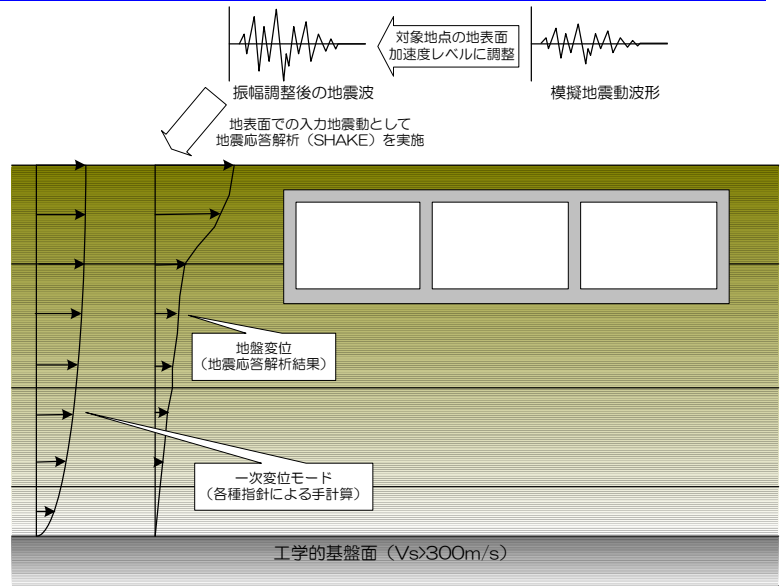 対象地点の地表面
加速度レベルに調整
振幅調整後の地震波
模擬地震動波形
地表面での入力地震動として
地震応答解析（SHAKE）を実施
地盤変位
（地震応答解析結果）
一次変位モード
（各種指針による手計算）
工学的基盤面（Vs>300m/s）